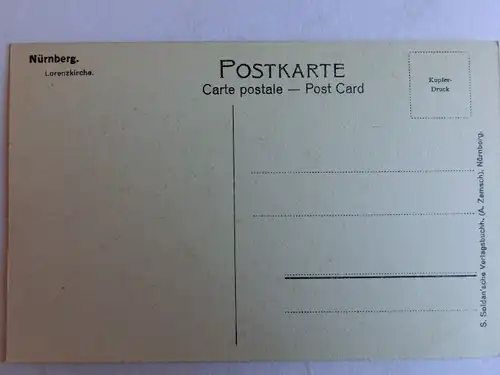 Nürnberg.
Lorenzkirche.
POSTKARTE
Carte postale — Post Card
Kupfer-
Druck
S. Soldan'sche Verlagsbuchh. (A. Zemsch), Nürnberg.